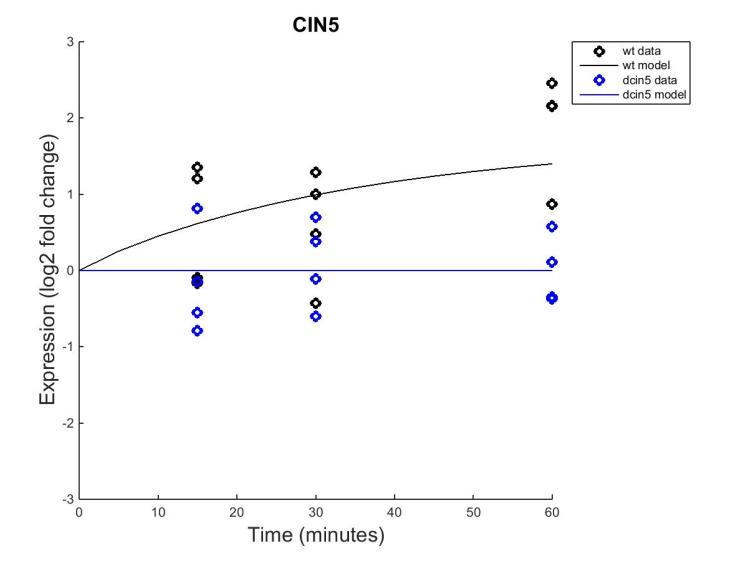 CIN5
wt data
wt model
dcin5 data
dcin5 model
Expression (log2 fold change)
3
2
1
0
-1
-2
-3
0 10 20 30 40 50 60
Time (minutes)